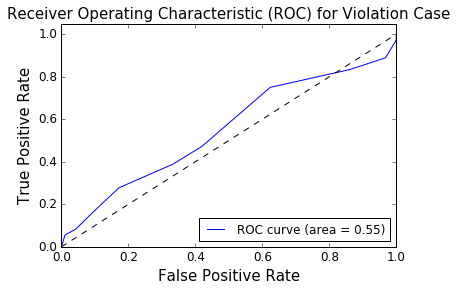 Receiver Operating Characteristic (ROC) for Violation Case
1.0
0.8
0.6
0.4
0.2
0.0
True Positive Rate
ROC curve (area = 0.55)
0.0 0.2 0.4 0.6 0.8 1.0
False Positive Rate